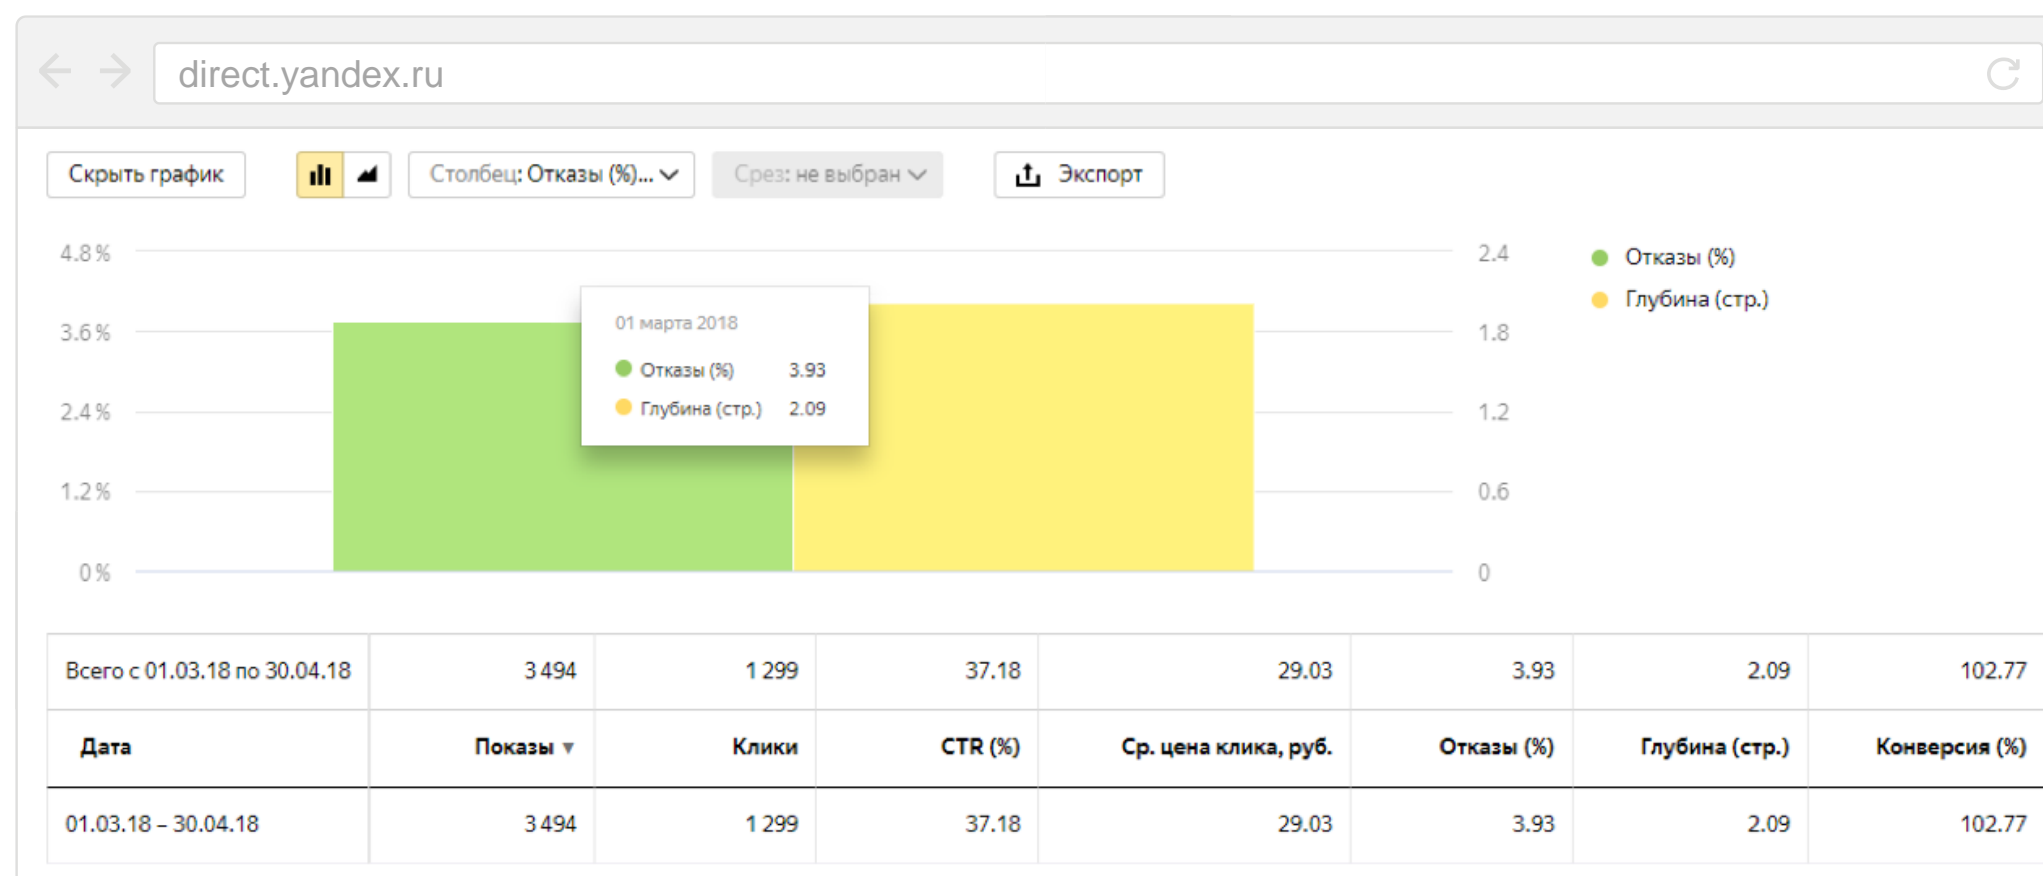 direct.yandex.ru
Скрыть график Столбец: Отказы (%)... Срез: не выбран Экспорт
4.8 % 2.4 Отказы (%)
Глубина (стр.)
01 марта 2018
3.6 % 1.8
Отказы (%) 3.93
Глубина (стр.) 2.09
2.4 % 1.2
1.2 % 0.6
0 % 0
Всего с 01.03.18 по 30.04.18 3 494 1 299 37.18 29.03 3.93 2.09 102.77
Дата Показы ▼ Клики CTR (%) Ср. цена клика, руб. Отказы (%) Глубина (стр.) Конверсия (%)
01.03.18 – 30.04.18 3 494 1 299 37.18 29.03 3.93 2.09 102.77